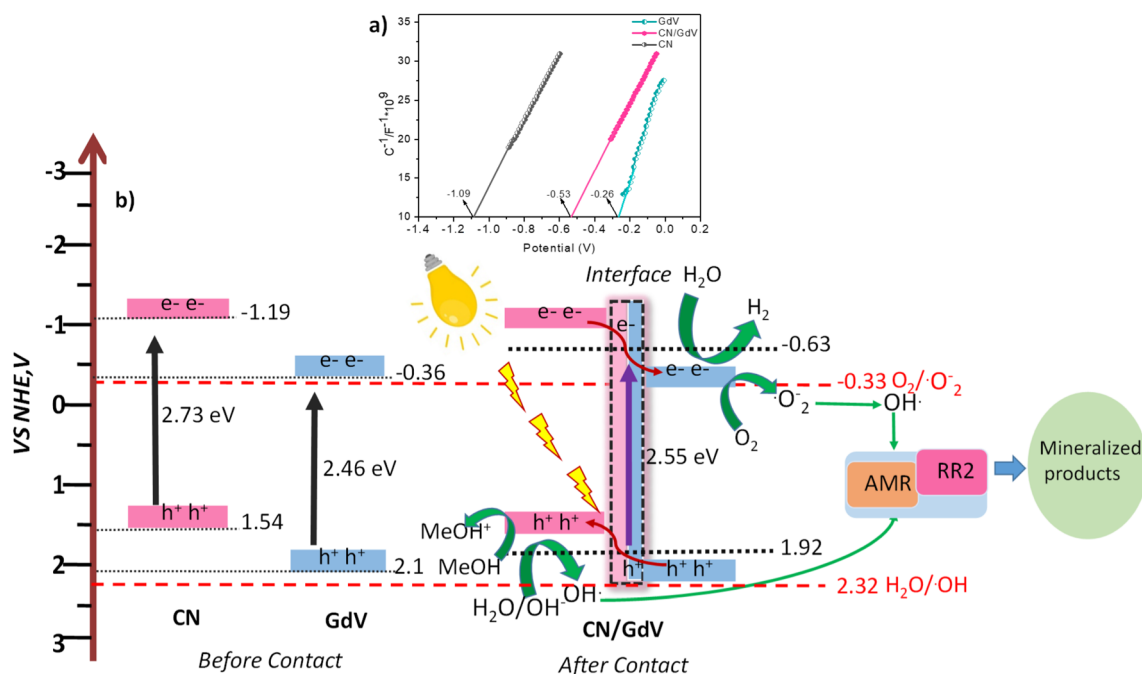 a)
GdV
CN/GdV
CN
C⁻¹/F⁻¹*10⁹
35
30
25
20
15
10
-1.09
-0.53
-0.26
-1.4 -1.2 -1.0 -0.8 -0.6 -0.4 -0.2 0.0 0.2
Potential (V)
b)
VS NHE,V
-3
-2
-1
0
1
2
3
e- e-
-1.19
2.73 eV
h⁺ h⁺
1.54
CN
e- e-
-0.36
2.46 eV
h⁺ h⁺
2.1
GdV
Before Contact
Interface
H₂O
H₂
e- e-
e-
-0.63
e- e-
-0.33 O₂/·O⁻₂
·O⁻₂
OH·
O₂
2.55 eV
AMR
RR2
Mineralized
products
h⁺ h⁺
MeOH⁺
MeOH
1.92
h⁺
h⁺ h⁺
H₂O/OH⁻
OH·
2.32 H₂O/·OH
CN/GdV
After Contact